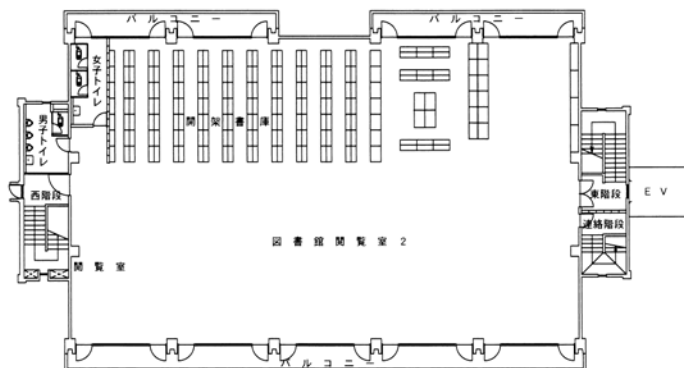 バルコニー
バルコニー
女子トイレ
男子トイレ
開架書庫
西階段
東階段
EV
連絡階段
図書館閲覧室2
閲覧室
バルコニー